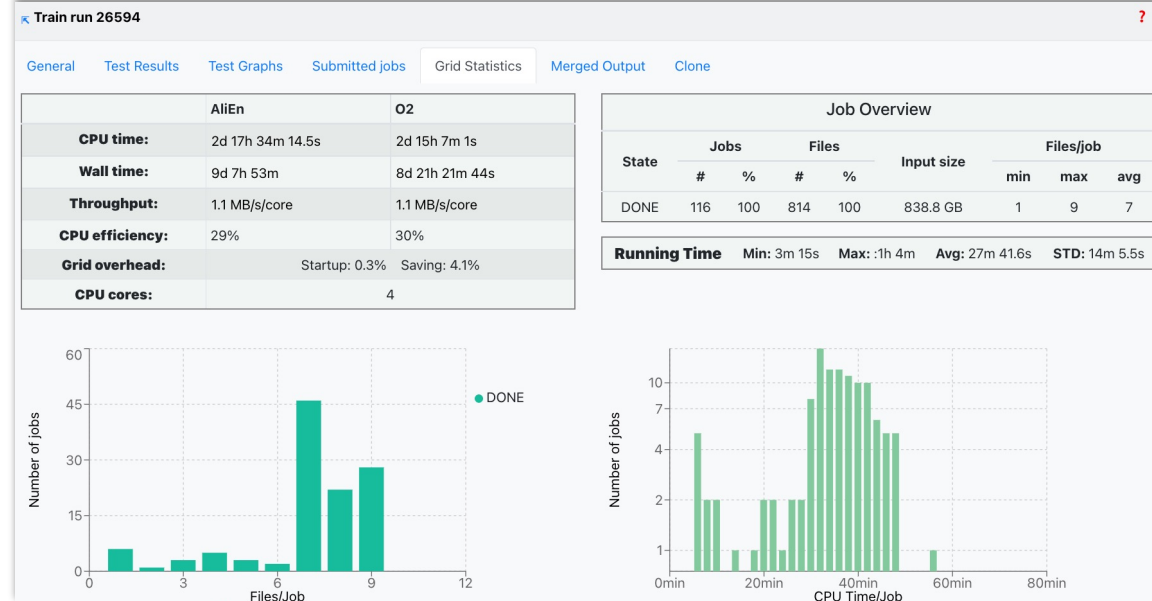 Train run 26594
?
General Test Results Test Graphs Submitted jobs Grid Statistics Merged Output Clone
AliEn O2
CPU time: 2d 17h 34m 14.5s 2d 15h 7m 1s
Wall time: 9d 7h 53m 8d 21h 21m 44s
Throughput: 1.1 MB/s/core 1.1 MB/s/core
CPU efficiency: 29% 30%
Grid overhead: Startup: 0.3% Saving: 4.1%
CPU cores: 4
Job Overview
State Jobs Files Input size Files/job
# % # % min max avg
DONE 116 100 814 100 838.8 GB 1 9 7
Running Time Min: 3m 15s Max: :1h 4m Avg: 27m 41.6s STD: 14m 5.5s
60
45
30
15
0
Number of jobs
0 3 6 9 12
Files/Job
DONE
10
7
4
2
1
Number of jobs
0min 20min 40min 60min 80min
CPU Time/Job